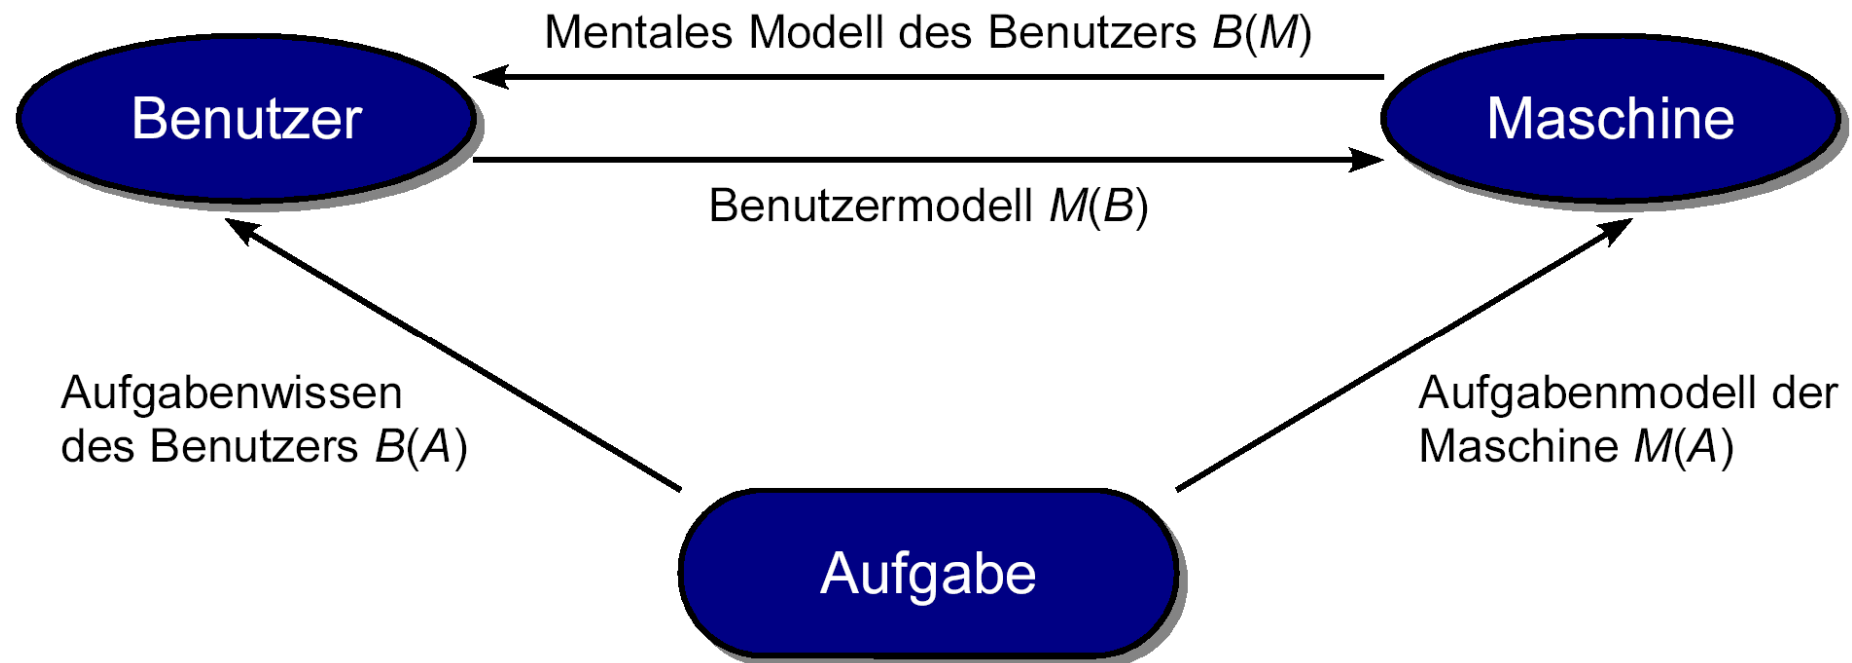 Mentales Modell des Benutzers B(M)
Benutzer
Maschine
Benutzermodell M(B)
Aufgabenwissen
des Benutzers B(A)
Aufgabenmodell der
Maschine M(A)
Aufgabe